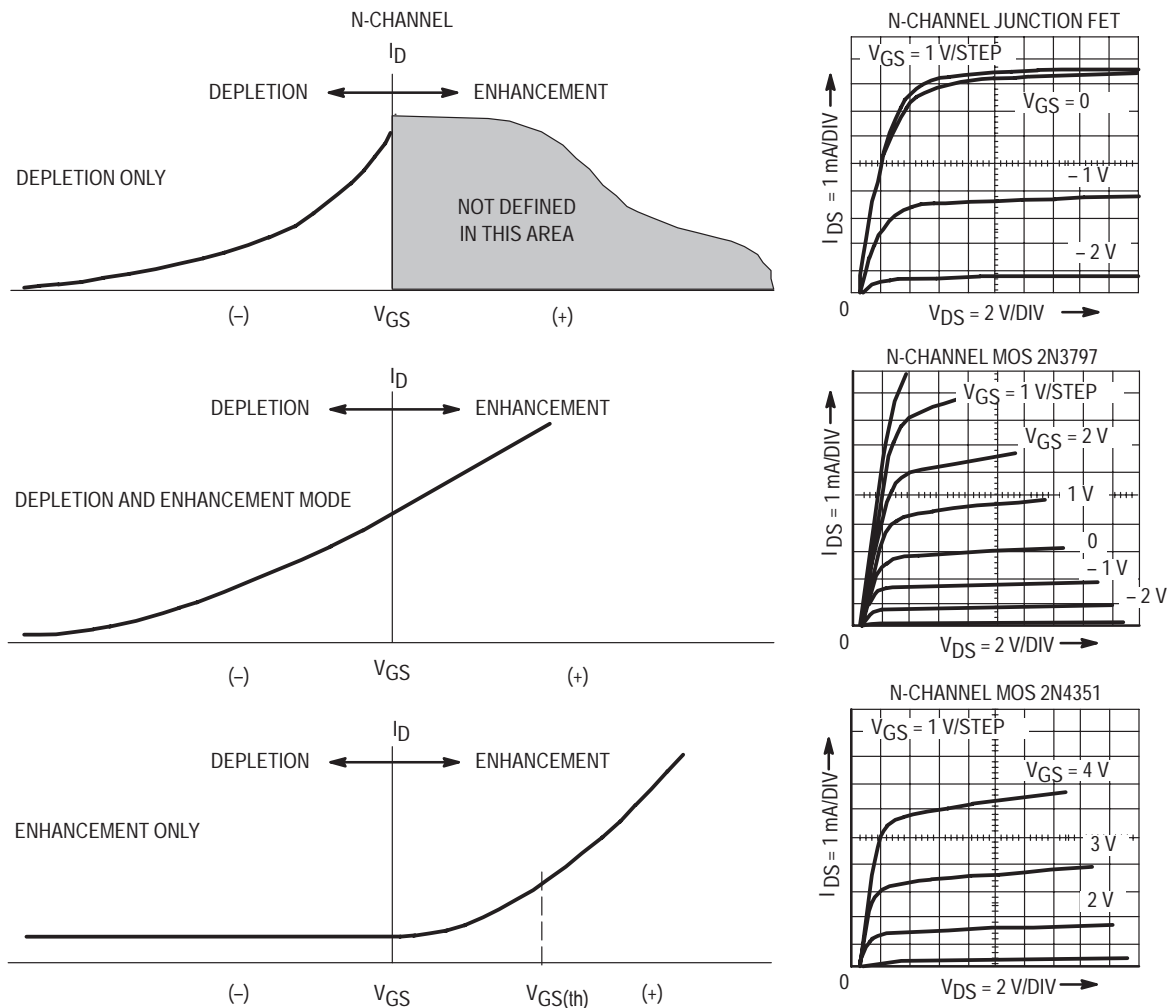 N-CHANNEL
I_D
DEPLETION
ENHANCEMENT
DEPLETION ONLY
NOT DEFINED
IN THIS AREA
(–)
V_GS
(+)
N-CHANNEL JUNCTION FET
V_GS = 1 V/STEP
V_GS = 0
– 1 V
– 2 V
I_DS = 1 mA/DIV
0
V_DS = 2 V/DIV
I_D
DEPLETION
ENHANCEMENT
DEPLETION AND ENHANCEMENT MODE
(–)
V_GS
(+)
N-CHANNEL MOS 2N3797
V_GS = 1 V/STEP
V_GS = 2 V
1 V
0
– 1 V
– 2 V
I_DS = 1 mA/DIV
0
V_DS = 2 V/DIV
I_D
DEPLETION
ENHANCEMENT
ENHANCEMENT ONLY
(–)
V_GS
V_GS(th)
(+)
N-CHANNEL MOS 2N4351
V_GS = 1 V/STEP
V_GS = 4 V
3 V
2 V
I_DS = 1 mA/DIV
0
V_DS = 2 V/DIV